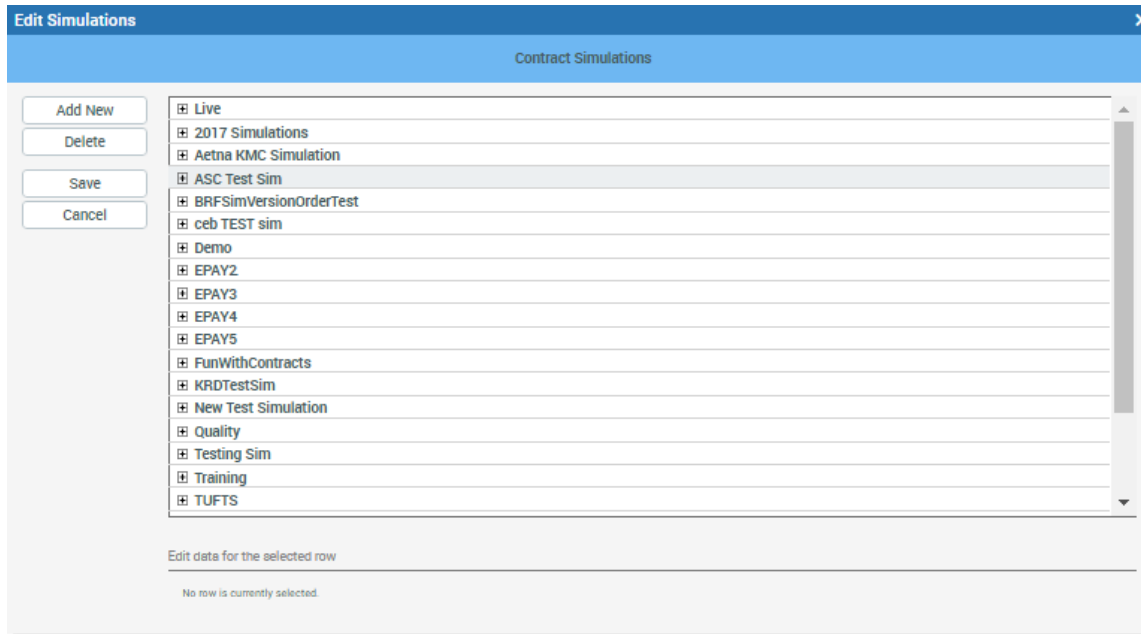 Edit Simulations
Contract Simulations
Add New
Delete
Save
Cancel
Live
2017 Simulations
Aetna KMC Simulation
ASC Test Sim
BRFSimVersionOrderTest
ceb TEST sim
Demo
EPAY2
EPAY3
EPAY4
EPAY5
FunWithContracts
KRDTestSim
New Test Simulation
Quality
Testing Sim
Training
TUFTS
Edit data for the selected row
No row is currently selected.